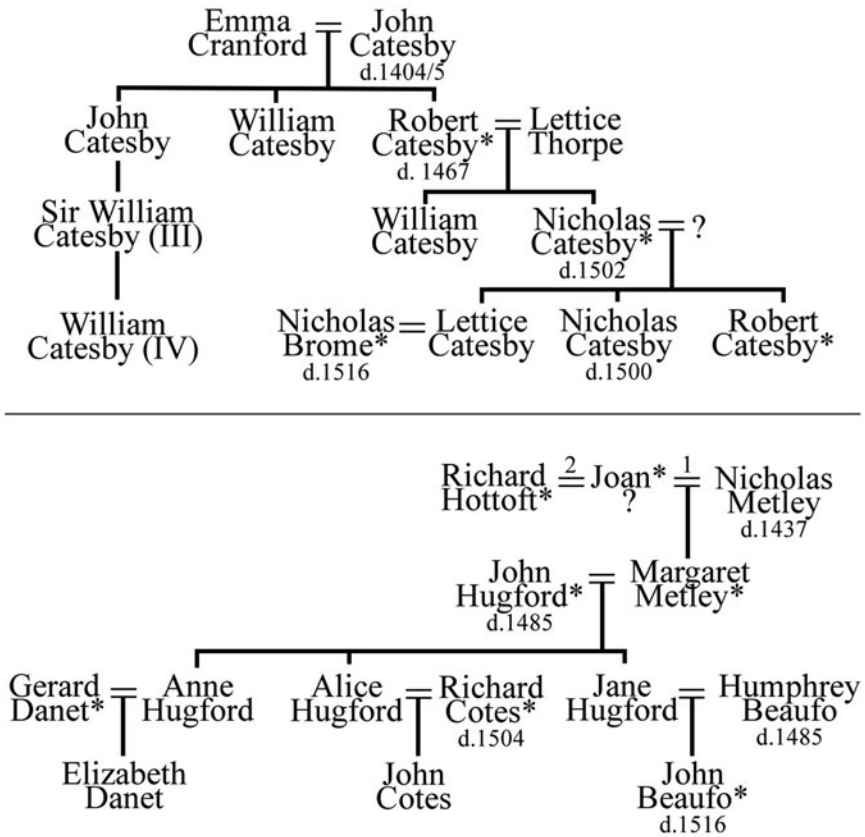 Emma = John
Cranford Catesby
d.1404/5
John William Robert = Lettice
Catesby Catesby Catesby* Thorpe
d. 1467
Sir William William Nicholas = ?
Catesby (III) Catesby Catesby*
d.1502
William Nicholas = Lettice Nicholas Robert
Catesby (IV) Brome* Catesby Catesby Catesby*
d.1516 d.1500
Richard 2 = Joan* 1 = Nicholas
Hottoft* ? Metley
d.1437
John = Margaret
Hugford* Metley*
d.1485
Gerard = Anne Alice = Richard Jane = Humphrey
Danet* Hugford Hugford Cotes* Hugford Beaufo
d.1504 d.1485
Elizabeth John John
Danet Cotes Beaufo*
d.1516